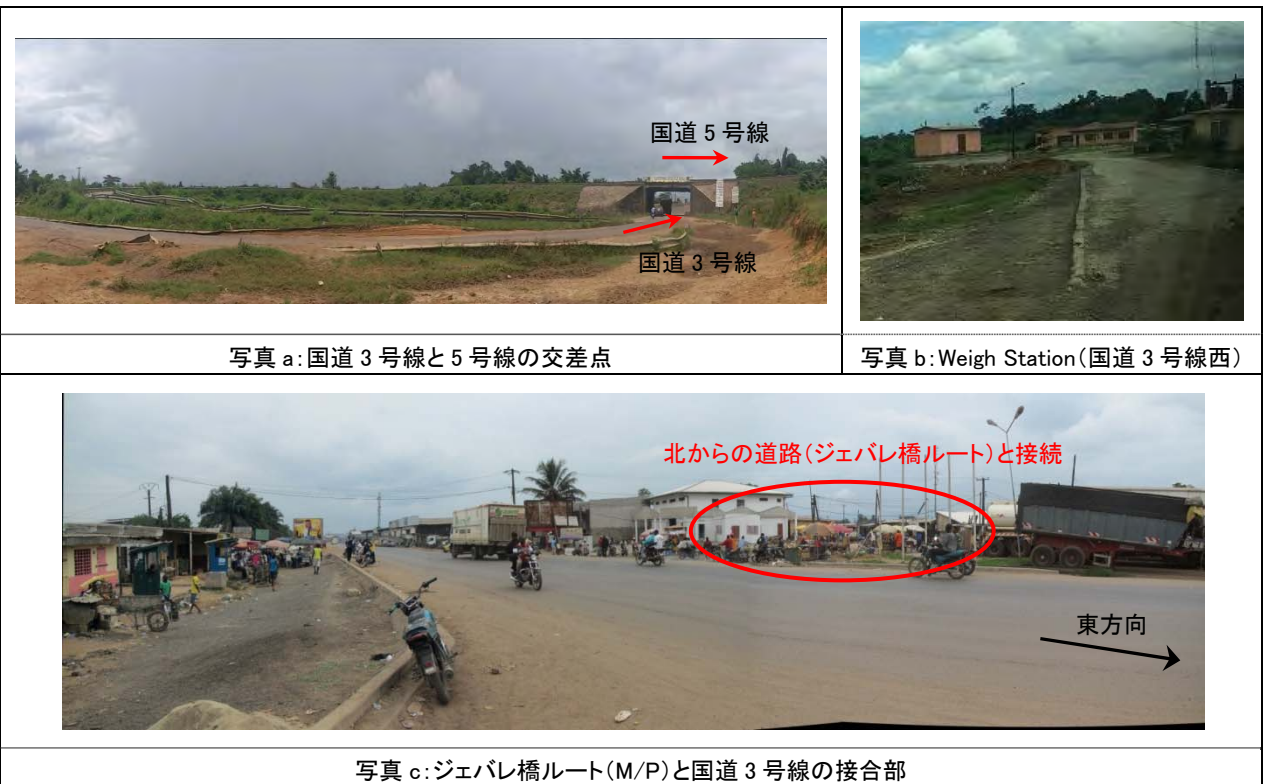 国道 5 号線
国道 3 号線
写真 a:国道 3 号線と 5 号線の交差点
写真 b:Weigh Station(国道 3 号線西)
北からの道路(ジェバレ橋ルート)と接続
東方向
写真 c:ジェバレ橋ルート(M/P)と国道 3 号線の接合部